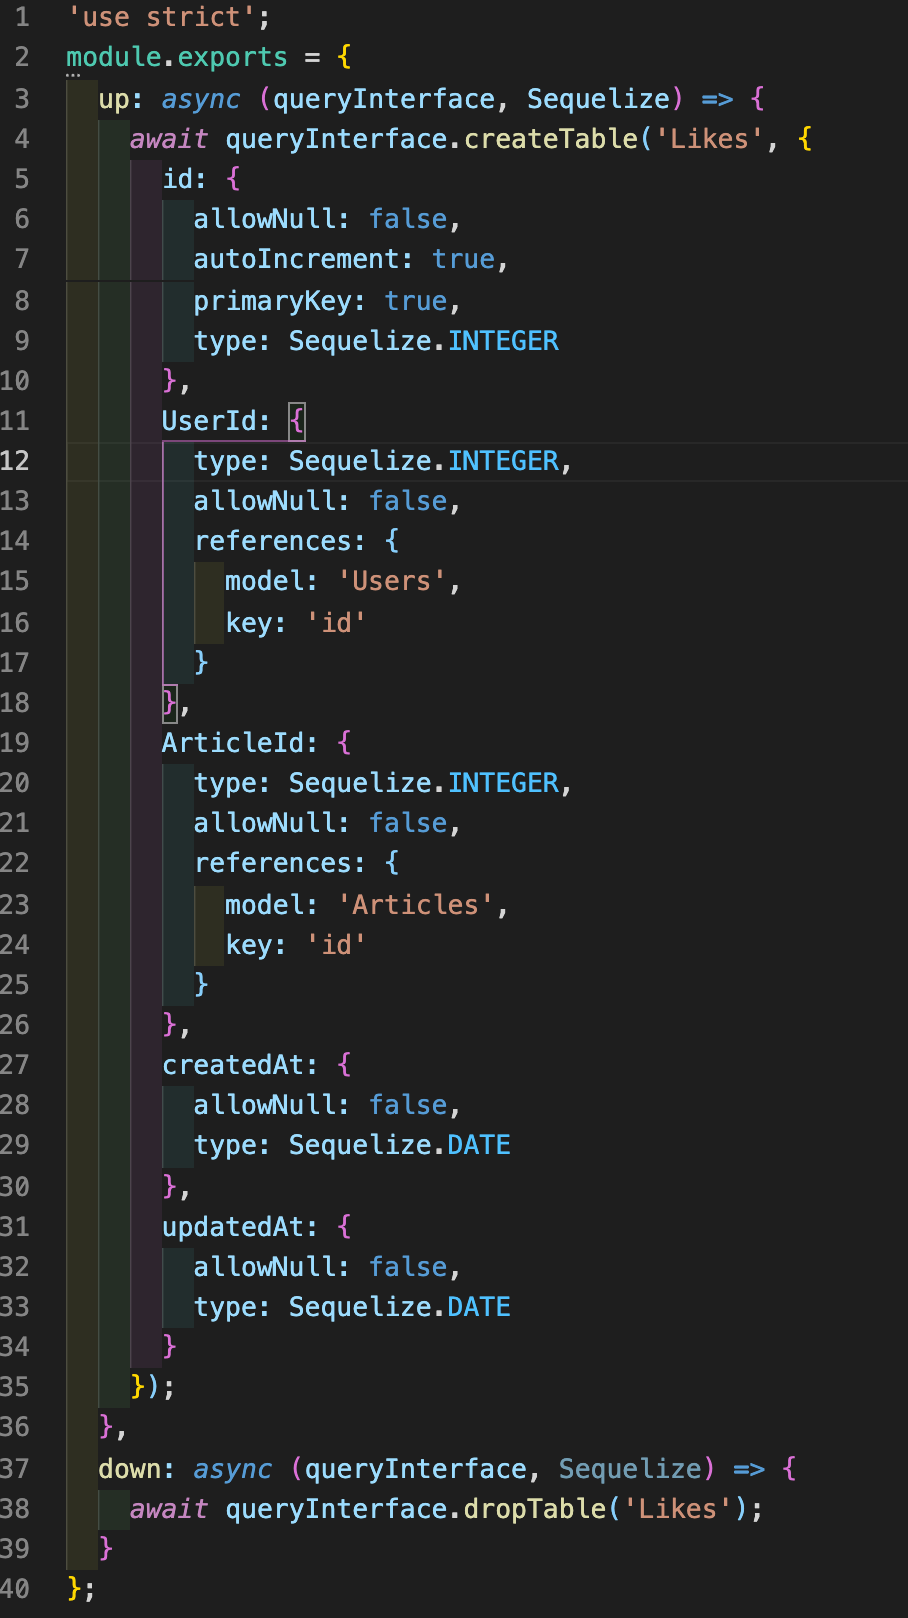 1 'use strict';
2 module.exports = {
3   up: async (queryInterface, Sequelize) => {
4     await queryInterface.createTable('Likes', {
5       id: {
6         allowNull: false,
7         autoIncrement: true,
8         primaryKey: true,
9         type: Sequelize.INTEGER
10       },
11       UserId: {
12         type: Sequelize.INTEGER,
13         allowNull: false,
14         references: {
15           model: 'Users',
16           key: 'id'
17         }
18       },
19       ArticleId: {
20         type: Sequelize.INTEGER,
21         allowNull: false,
22         references: {
23           model: 'Articles',
24           key: 'id'
25         }
26       },
27       createdAt: {
28         allowNull: false,
29         type: Sequelize.DATE
30       },
31       updatedAt: {
32         allowNull: false,
33         type: Sequelize.DATE
34       }
35     });
36   },
37   down: async (queryInterface, Sequelize) => {
38     await queryInterface.dropTable('Likes');
39   }
40 };